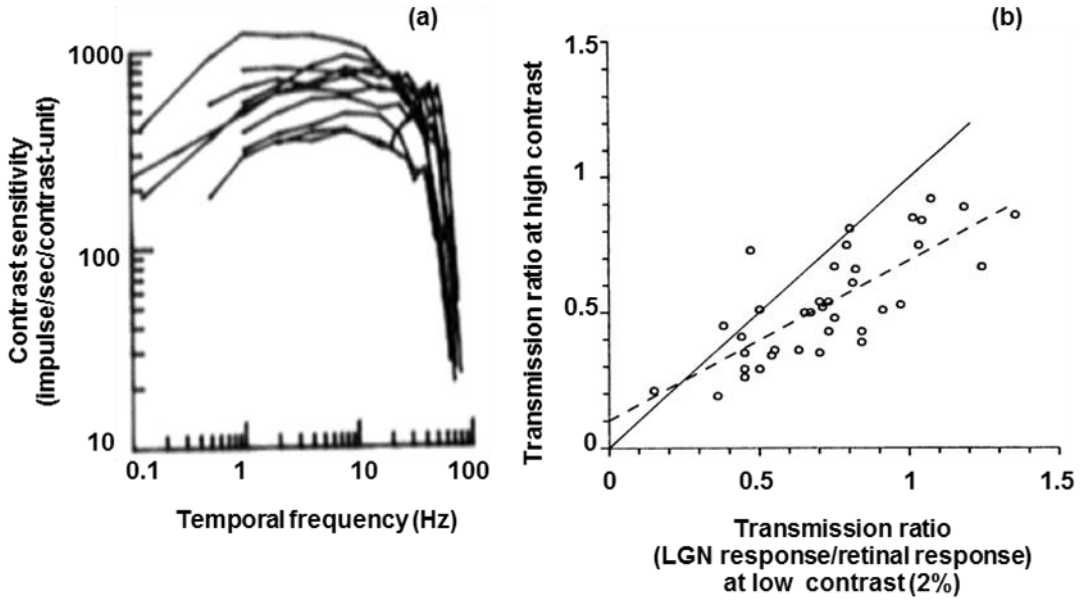 (a)
1000
100
10
Contrast sensitivity
(impulse/sec/contrast-unit)
0.1 1 10 100
Temporal frequency (Hz)
(b)
1.5
1
0.5
0
Transmission ratio at high contrast
0 0.5 1 1.5
Transmission ratio
(LGN response/retinal response)
at low contrast (2%)